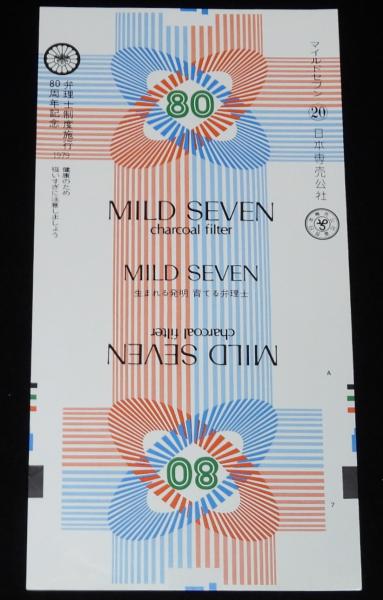 弁理士制度施行
80周年記念
1979
健康のため
吸いすぎに注意しましょう
マイルドセブン
(20)
日本専売公社
80
MILD SEVEN
charcoal filter
MILD SEVEN
生まれる発明 育てる弁理士
MILD SEVEN
charcoal filter
80
A
7